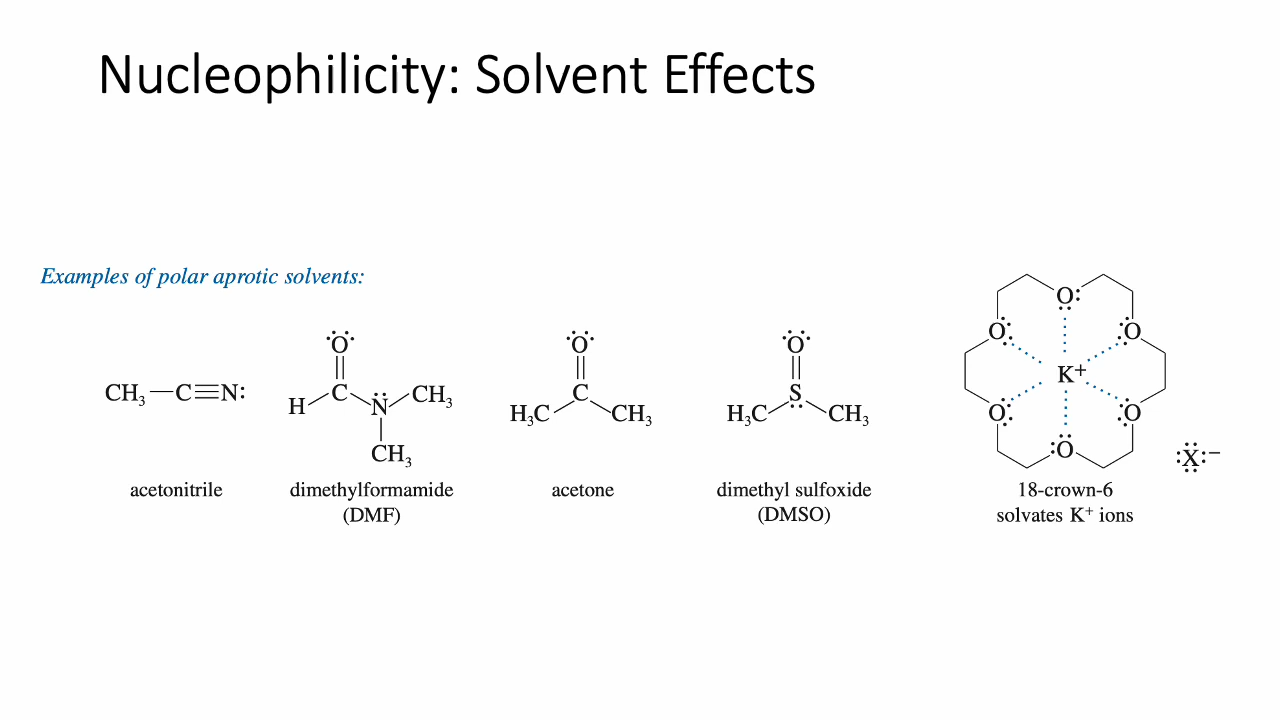 Nucleophilicity: Solvent Effects
Examples of polar aprotic solvents:
CH₃ C N:
O
H C N CH₃
CH₃
O
H₃C C CH₃
O
H₃C S CH₃
O
O O
K⁺
O O
O
:X:⁻
acetonitrile
dimethylformamide
(DMF)
acetone
dimethyl sulfoxide
(DMSO)
18-crown-6
solvates K⁺ ions